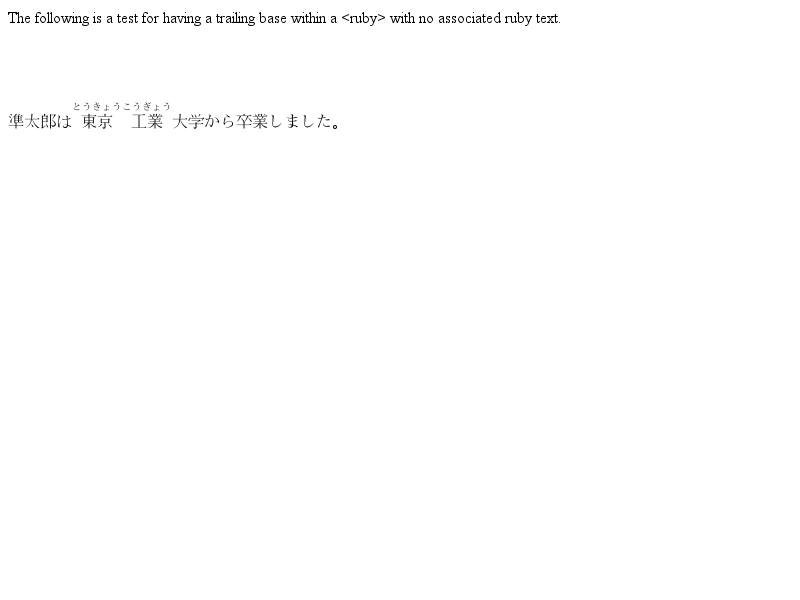 The following is a test for having a trailing base within a <ruby> with no associated ruby text.
とうきょうこうぎょう
準太郎は東京 工業 大学から卒業しました。